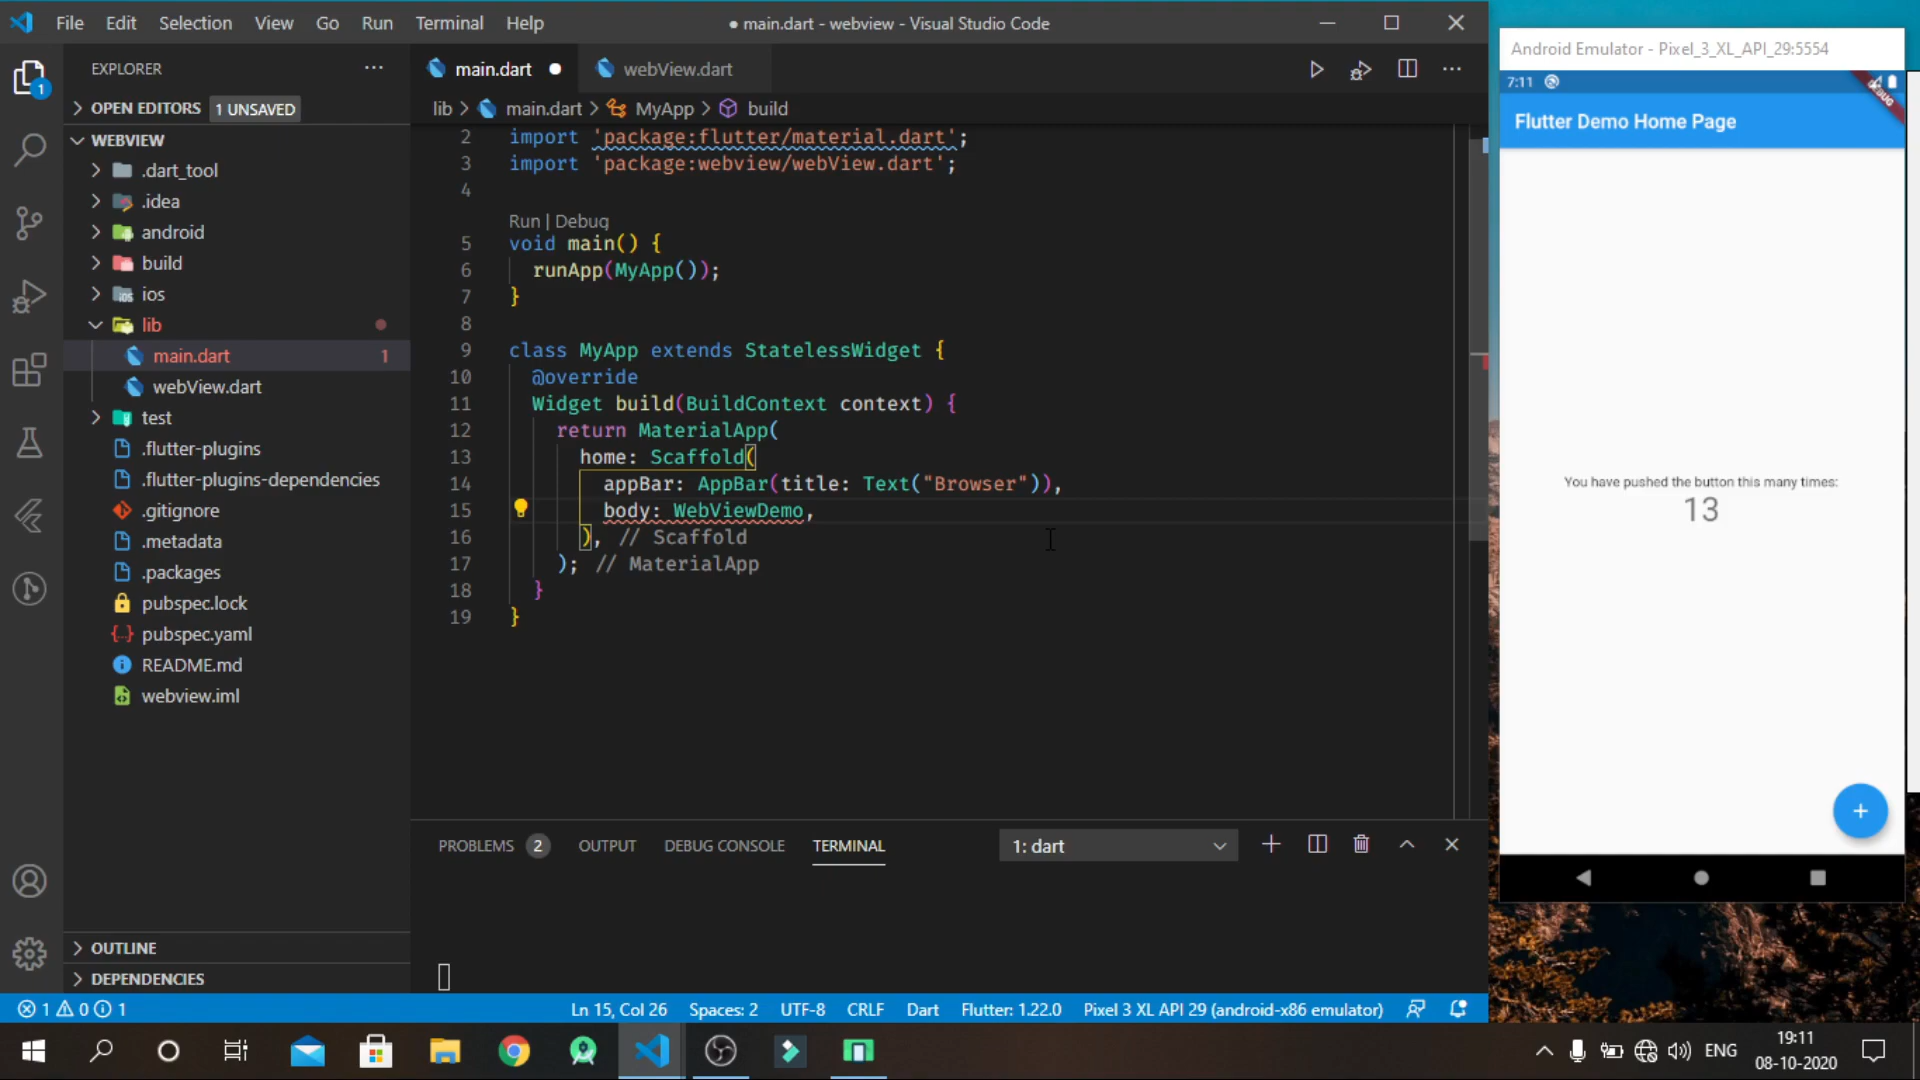 File Edit Selection View Go Run Terminal Help
● main.dart - webview - Visual Studio Code
EXPLORER
OPEN EDITORS 1 UNSAVED
WEBVIEW
.dart_tool
.idea
android
build
ios
lib
main.dart 1
webView.dart
test
.flutter-plugins
.flutter-plugins-dependencies
.gitignore
.metadata
.packages
pubspec.lock
pubspec.yaml
README.md
webview.iml
OUTLINE
DEPENDENCIES
1
main.dart ●
webView.dart
lib > main.dart > MyApp > build
2 import 'package:flutter/material.dart';
3 import 'package:webview/webView.dart';
4
Run | Debug
5 void main() {
6 runApp(MyApp());
7 }
8
9 class MyApp extends StatelessWidget {
10 @override
11 Widget build(BuildContext context) {
12 return MaterialApp(
13 home: Scaffold(
14 appBar: AppBar(title: Text("Browser")),
15 body: WebViewDemo,
16 ), // Scaffold
17 ); // MaterialApp
18 }
19 }
PROBLEMS 2 OUTPUT DEBUG CONSOLE TERMINAL
1: dart
1 0 1
Ln 15, Col 26 Spaces: 2 UTF-8 CRLF Dart Flutter: 1.22.0 Pixel 3 XL API 29 (android-x86 emulator)
Android Emulator - Pixel_3_XL_API_29:5554
7:11
DEBUG
Flutter Demo Home Page
You have pushed the button this many times:
13
+
ENG
19:11
08-10-2020